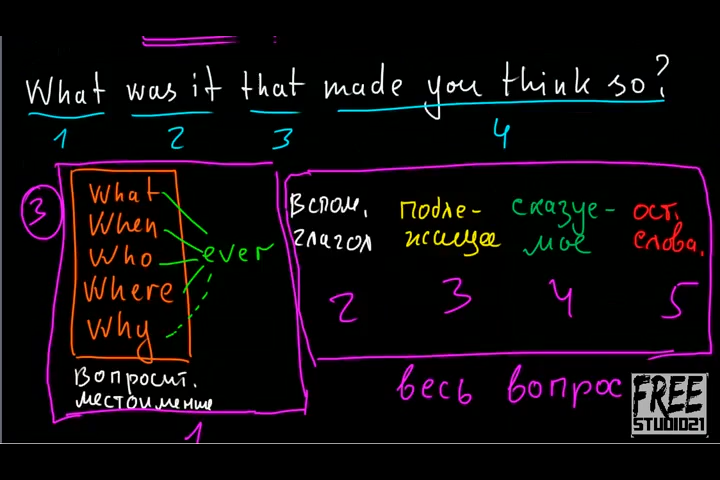 What was it that made you think so?
1 2 3 4
3
What
When
Who
Where
Why
ever
Вопросит.
местоимение
1
Вспом.
глагол
2
подле-
жащее
3
сказуе-
мое
4
ост.
слова.
5
весь вопрос
FREE
STUDIO21